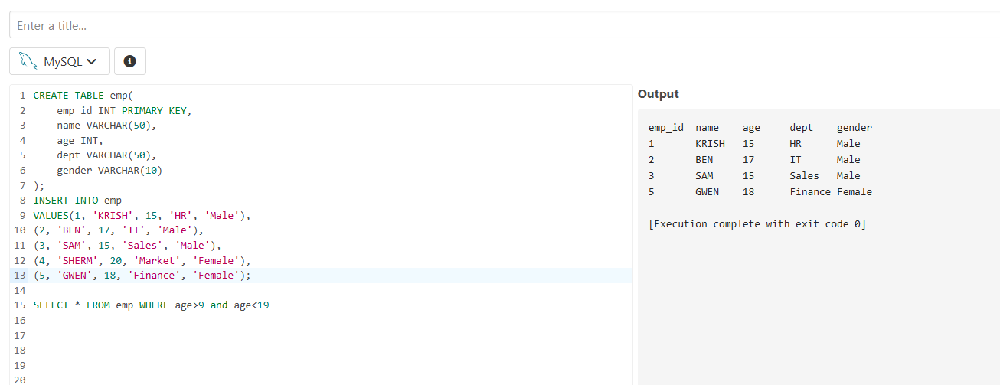 Enter a title...
MySQL
1 CREATE TABLE emp(
2     emp_id INT PRIMARY KEY,
3     name VARCHAR(50),
4     age INT,
5     dept VARCHAR(50),
6     gender VARCHAR(10)
7 );
8 INSERT INTO emp
9 VALUES(1, 'KRISH', 15, 'HR', 'Male'),
10 (2, 'BEN', 17, 'IT', 'Male'),
11 (3, 'SAM', 15, 'Sales', 'Male'),
12 (4, 'SHERM', 20, 'Market', 'Female'),
13 (5, 'GWEN', 18, 'Finance', 'Female');
14
15 SELECT * FROM emp WHERE age>9 and age<19
16
17
18
19
20
Output
emp_id  name    age     dept    gender
1       KRISH   15      HR      Male
2       BEN     17      IT      Male
3       SAM     15      Sales   Male
5       GWEN    18      Finance Female
[Execution complete with exit code 0]